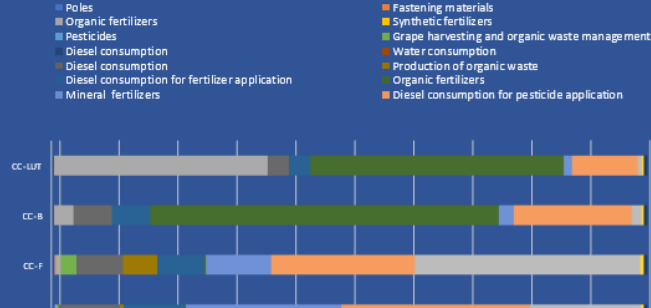 Poles
Fastening materials
Organic fertilizers
Synthetic fertilizers
Pesticides
Grape harvesting and organic waste management
Diesel consumption
Water consumption
Diesel consumption
Production of organic waste
Diesel consumption for fertilizer application
Organic fertilizers
Mineral fertilizers
Diesel consumption for pesticide application
CC-LUT
CC-B
CC-F